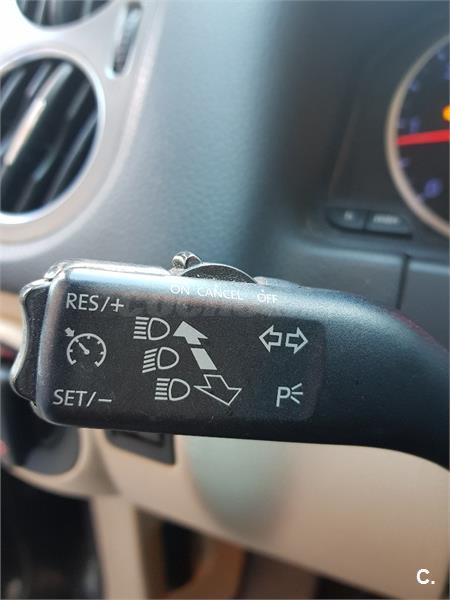 ON CANCEL OFF
RES/+
SET/-
P
C.